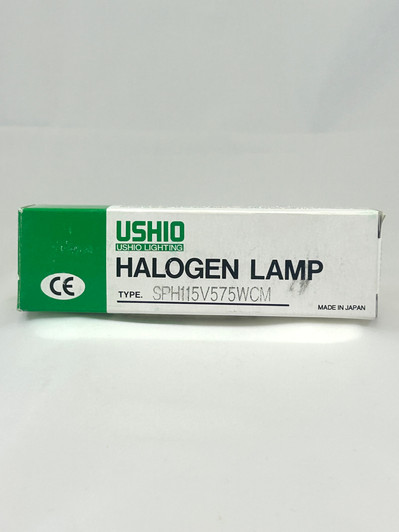 USHIO
USHIO LIGHTING
HALOGEN LAMP
CE
TYPE. SPH115V575WCM
MADE IN JAPAN